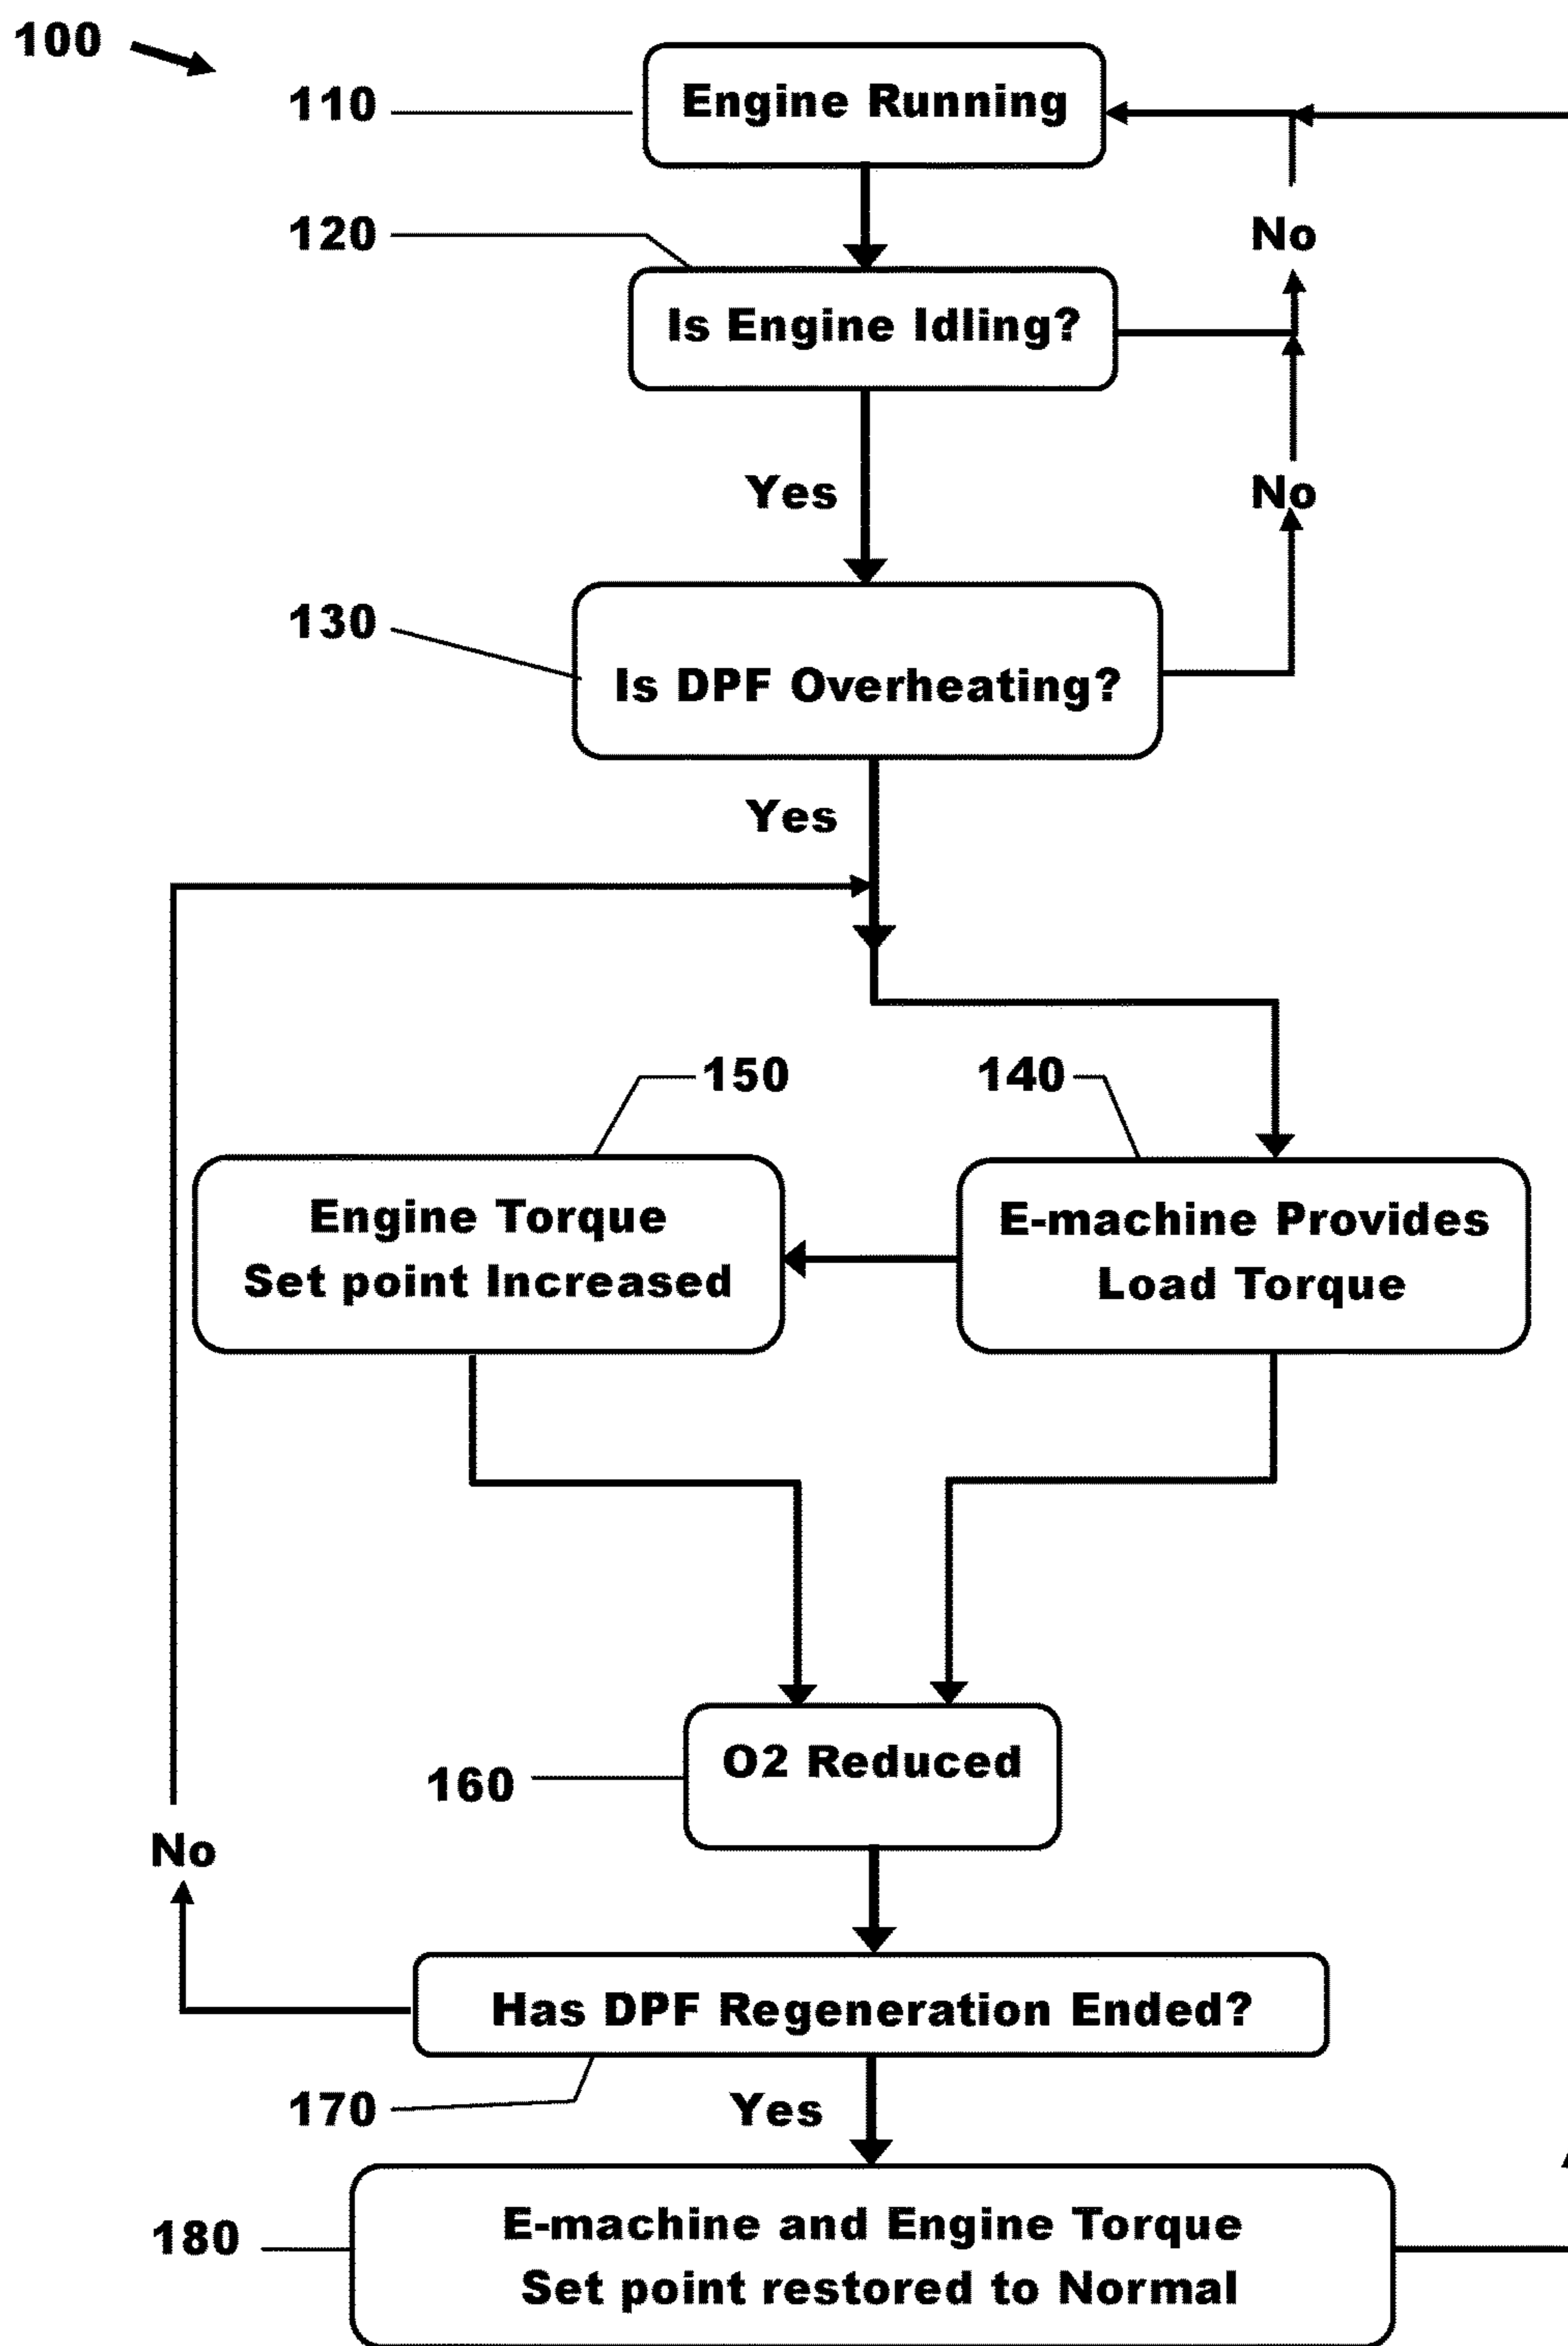 100
110
Engine Running
120
No
Is Engine Idling?
Yes
No
130
Is DPF Overheating?
Yes
150
140
Engine Torque
Set point Increased
E-machine Provides
Load Torque
O2 Reduced
160
No
Has DPF Regeneration Ended?
170
Yes
180
E-machine and Engine Torque
Set point restored to Normal